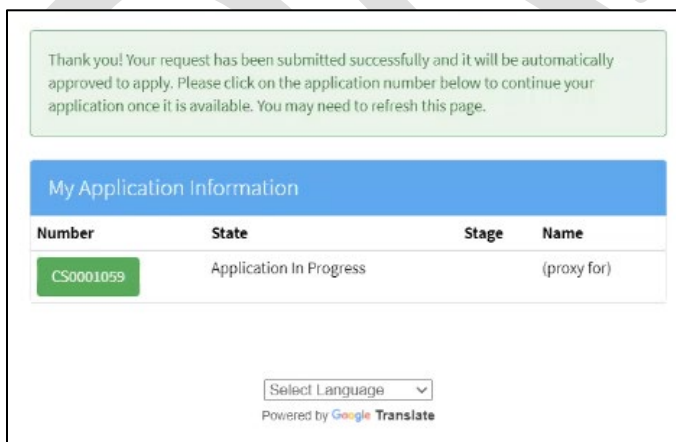 Thank you! Your request has been submitted successfully and it will be automatically
approved to apply. Please click on the application number below to continue your
application once it is available. You may need to refresh this page.
My Application Information
Number State Stage Name
CS0001059 Application In Progress (proxy for)
Select Language
Powered by Google Translate